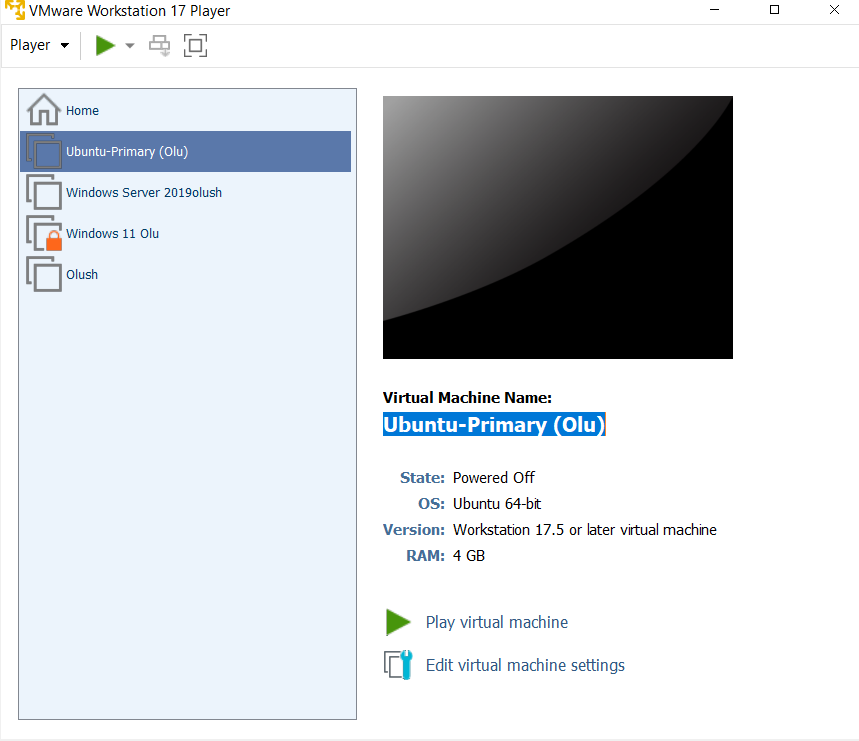 VMware Workstation 17 Player
Player
Home
Ubuntu-Primary (Olu)
Windows Server 2019olush
Windows 11 Olu
Olush
Virtual Machine Name:
Ubuntu-Primary (Olu)
State: Powered Off
OS: Ubuntu 64-bit
Version: Workstation 17.5 or later virtual machine
RAM: 4 GB
Play virtual machine
Edit virtual machine settings